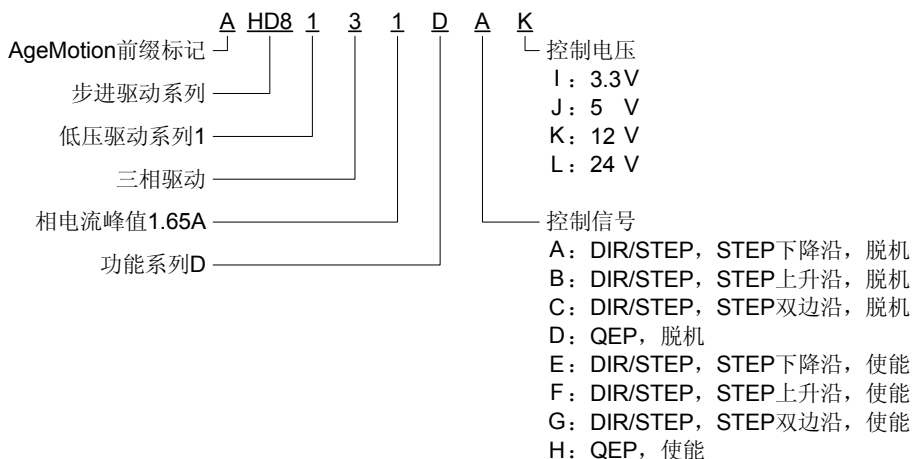 A HD8 1 3 1 D A K
AgeMotion前缀标记
步进驱动系列
低压驱动系列1
三相驱动
相电流峰值1.65A
功能系列D
控制电压
I：3.3V
J：5 V
K：12 V
L：24 V
控制信号
A：DIR/STEP，STEP下降沿，脱机
B：DIR/STEP，STEP上升沿，脱机
C：DIR/STEP，STEP双边沿，脱机
D：QEP，脱机
E：DIR/STEP，STEP下降沿，使能
F：DIR/STEP，STEP上升沿，使能
G：DIR/STEP，STEP双边沿，使能
H：QEP，使能